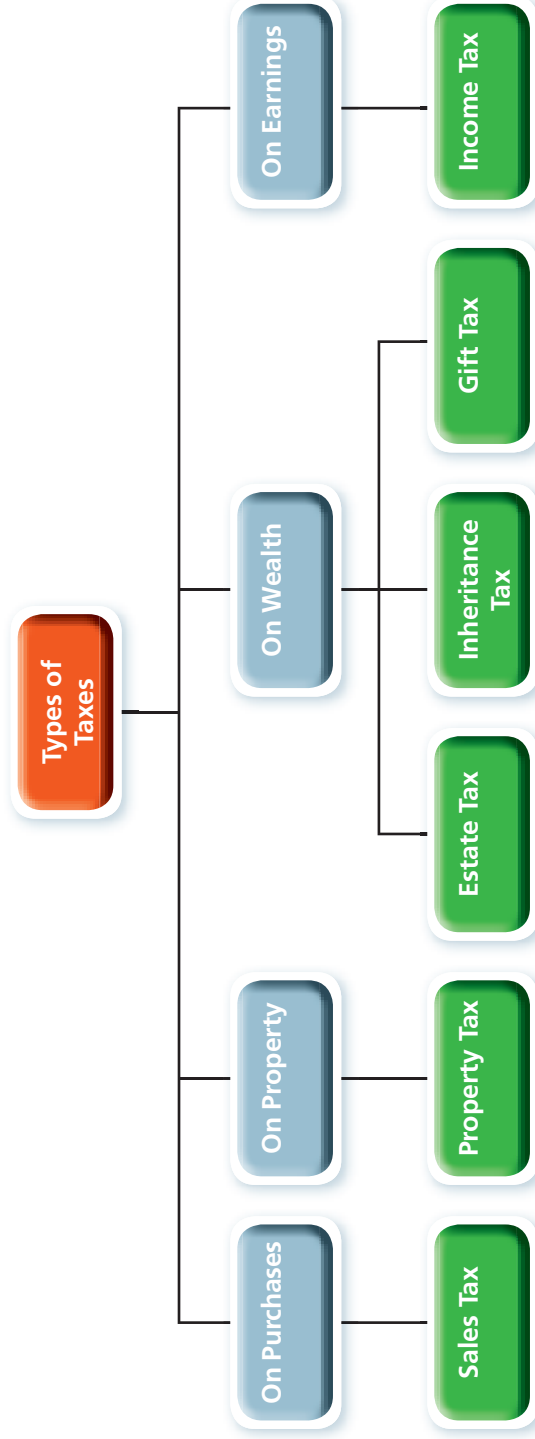 Types of
Taxes
On Purchases
On Property
On Wealth
On Earnings
Sales Tax
Property Tax
Estate Tax
Inheritance
Tax
Gift Tax
Income Tax